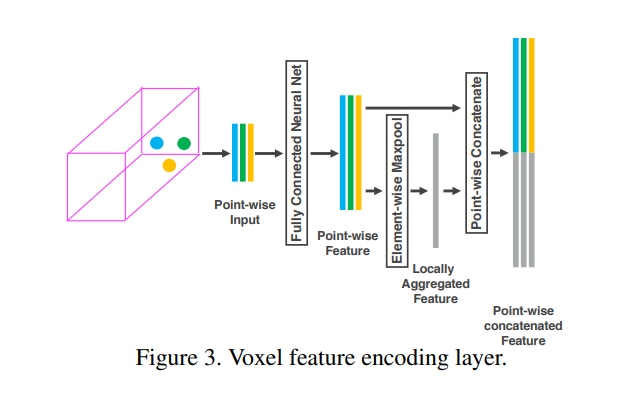 Point-wise
Input
Fully Connected Neural Net
Point-wise
Feature
Element-wise Maxpool
Locally
Aggregated
Feature
Point-wise Concatenate
Point-wise
concatenated
Feature
Figure 3. Voxel feature encoding layer.